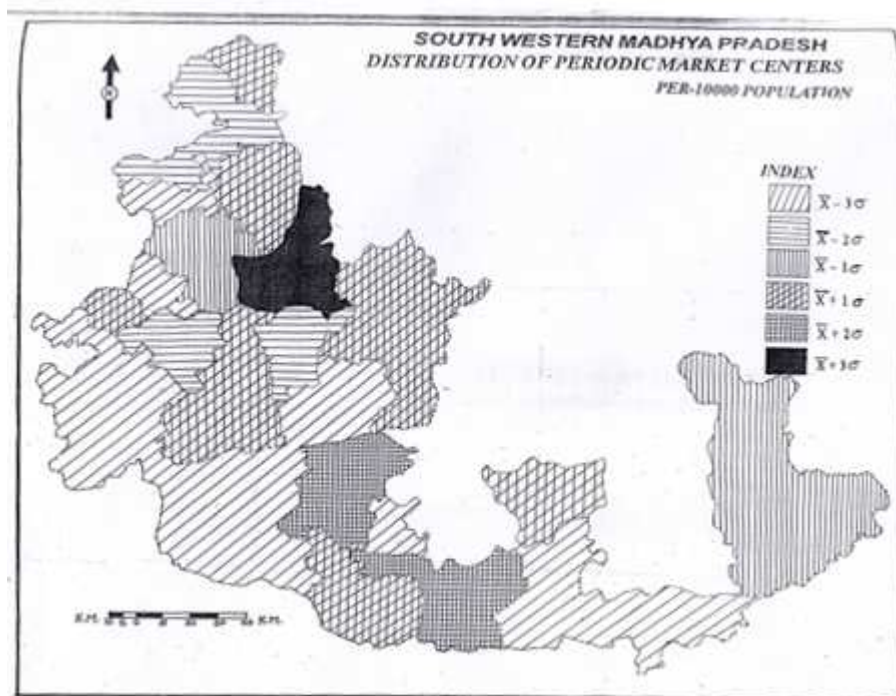 SOUTH WESTERN MADHYA PRADESH
DISTRIBUTION OF PERIODIC MARKET CENTERS
PER-10000 POPULATION
INDEX
X̅ - 3σ
X̅ - 2σ
X̅ - 1σ
X̅ + 1σ
X̅ + 2σ
X̅ + 3σ
K.M. K.M.